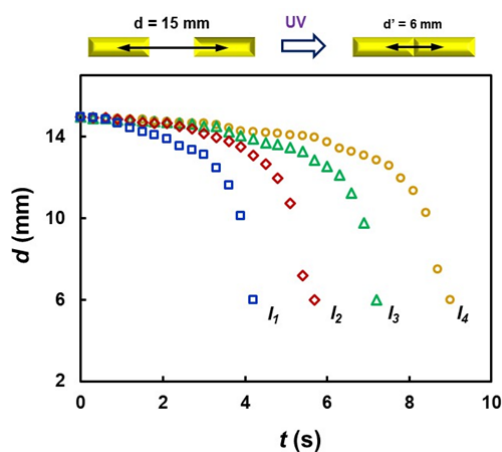 d = 15 mm
UV
d' = 6 mm
14
10
6
2
d (mm)
I1
I2
I3
I4
0
2
4
6
8
10
t (s)